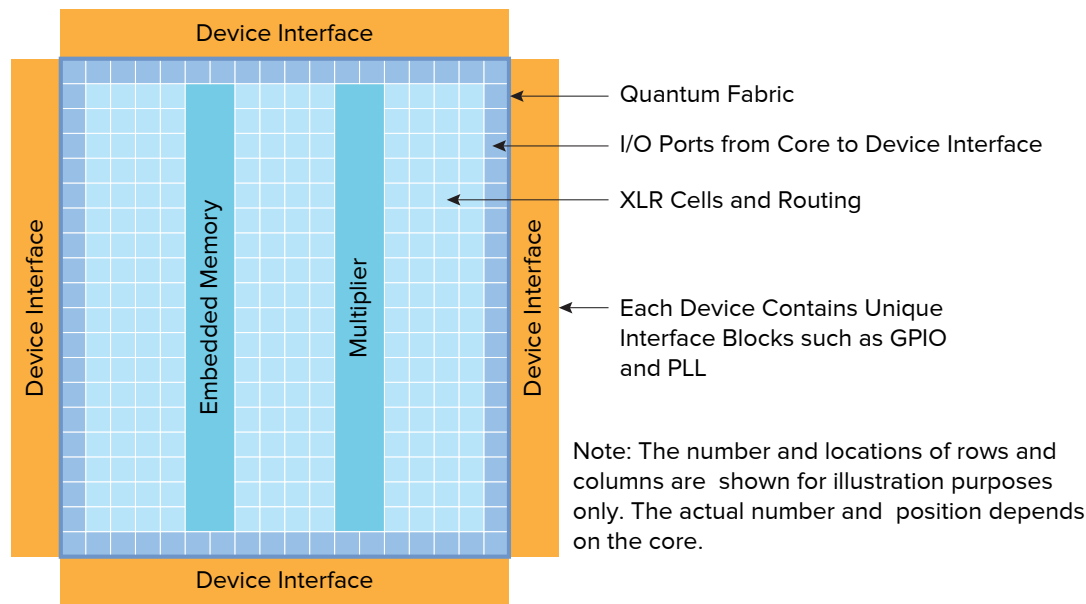 Device Interface
Quantum Fabric
I/O Ports from Core to Device Interface
XLR Cells and Routing
Device Interface
Embedded Memory
Multiplier
Device Interface
Each Device Contains Unique
Interface Blocks such as GPIO
and PLL
Note: The number and locations of rows and
columns are  shown for illustration purposes
only. The actual number and  position depends
on the core.
Device Interface